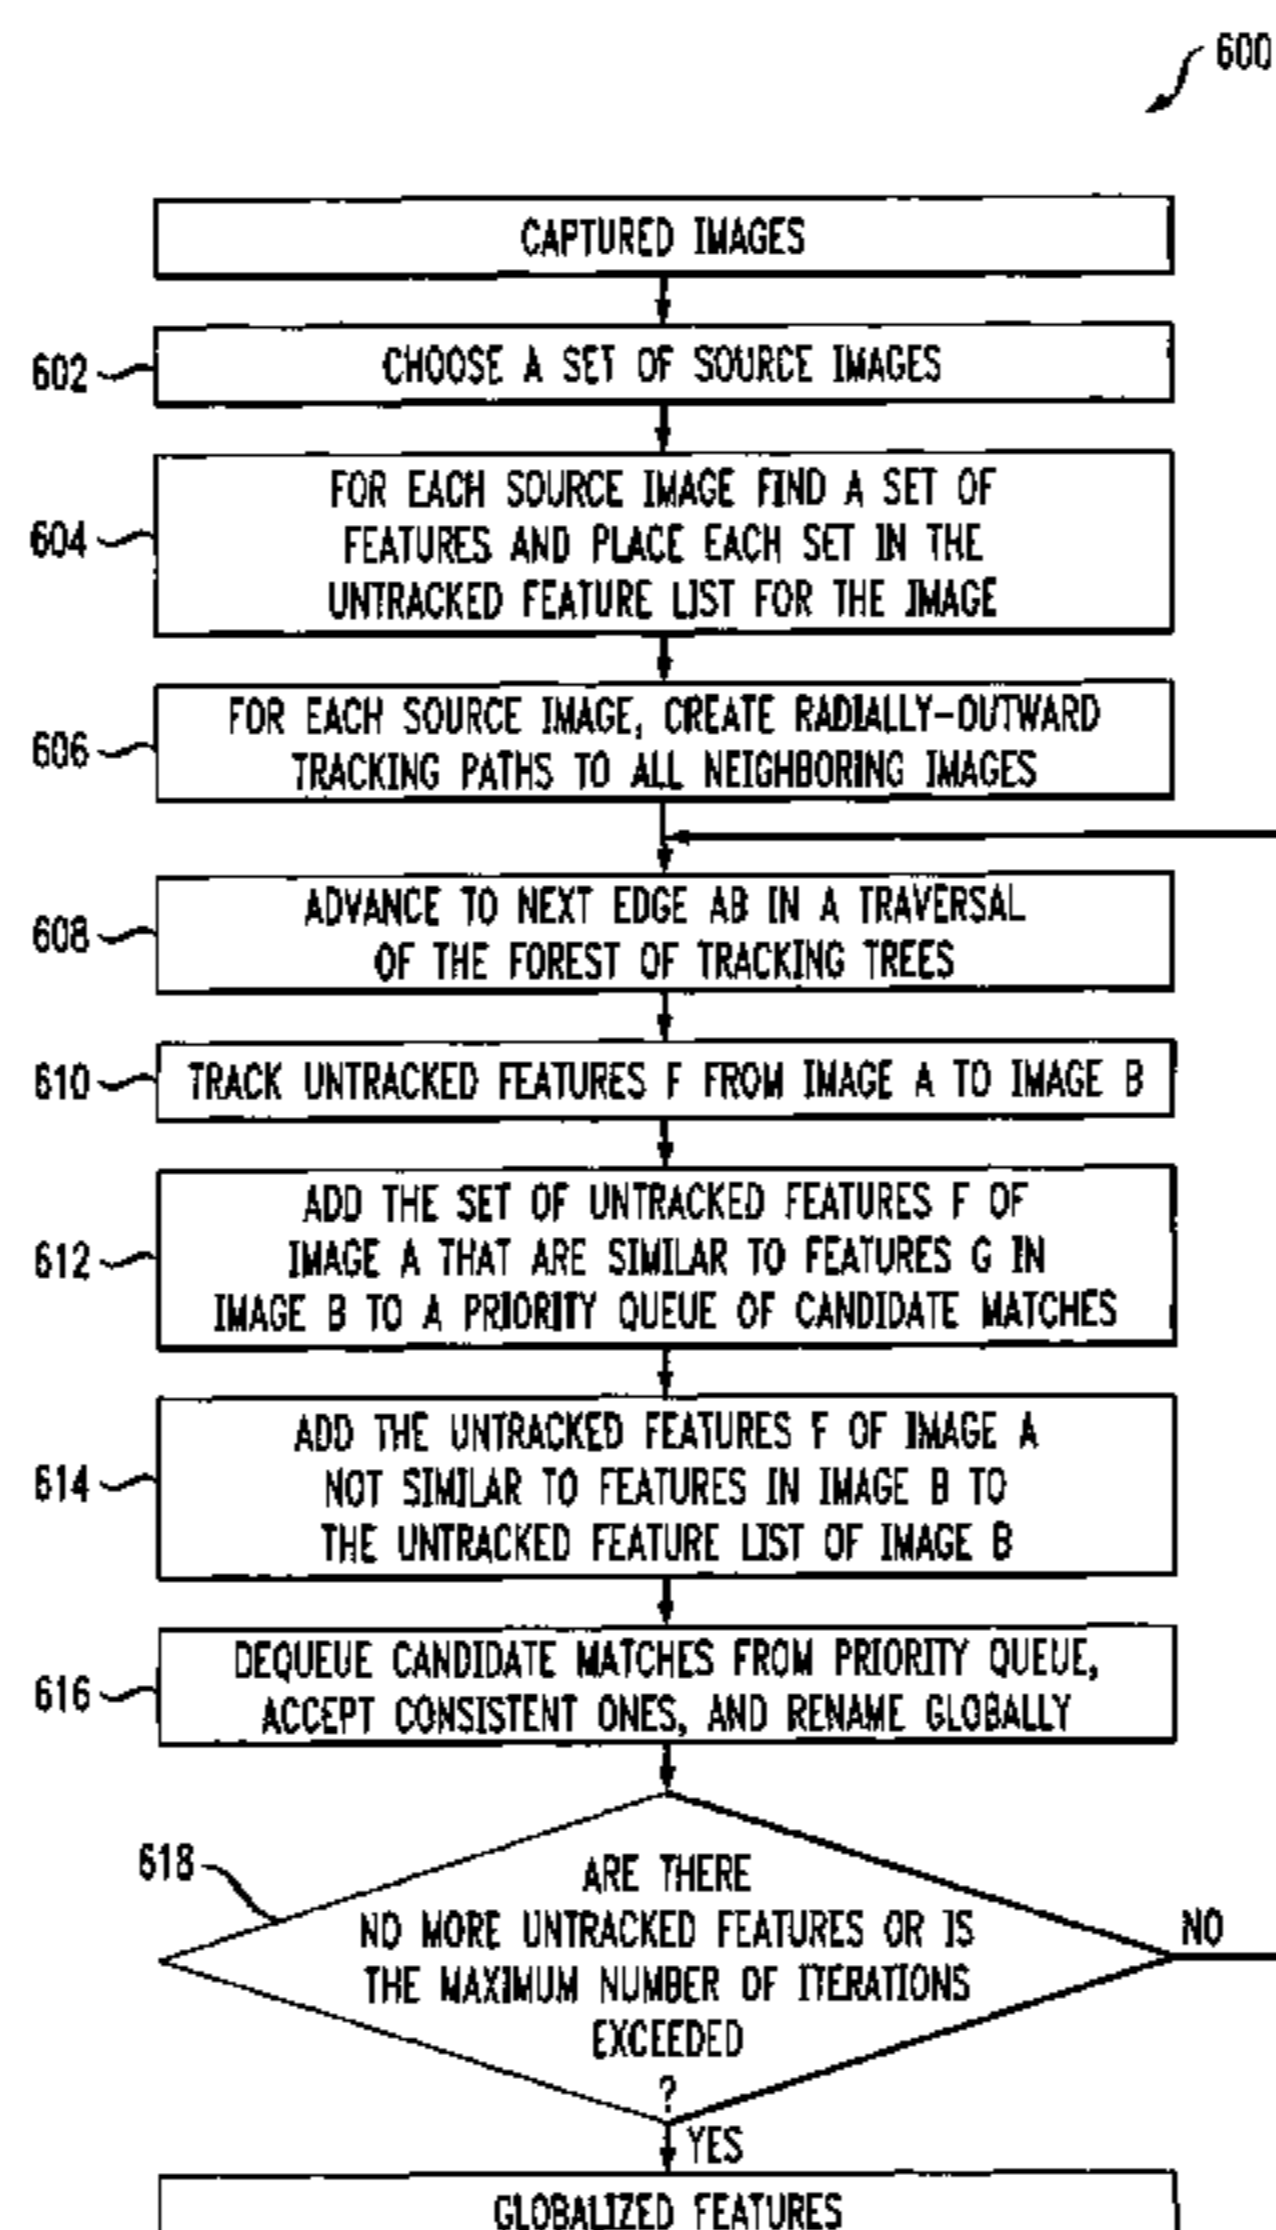 600
CAPTURED IMAGES
602
CHOOSE A SET OF SOURCE IMAGES
604
FOR EACH SOURCE IMAGE FIND A SET OF
FEATURES AND PLACE EACH SET IN THE
UNTRACKED FEATURE LIST FOR THE IMAGE
606
FOR EACH SOURCE IMAGE, CREATE RADIALLY-OUTWARD
TRACKING PATHS TO ALL NEIGHBORING IMAGES
608
ADVANCE TO NEXT EDGE AB IN A TRAVERSAL
OF THE FOREST OF TRACKING TREES
610
TRACK UNTRACKED FEATURES F FROM IMAGE A TO IMAGE B
612
ADD THE SET OF UNTRACKED FEATURES F OF
IMAGE A THAT ARE SIMILAR TO FEATURES G IN
IMAGE B TO A PRIORITY QUEUE OF CANDIDATE MATCHES
614
ADD THE UNTRACKED FEATURES F OF IMAGE A
NOT SIMILAR TO FEATURES IN IMAGE B TO
THE UNTRACKED FEATURE LIST OF IMAGE B
616
DEQUEUE CANDIDATE MATCHES FROM PRIORITY QUEUE,
ACCEPT CONSISTENT ONES, AND RENAME GLOBALLY
618
ARE THERE
NO MORE UNTRACKED FEATURES OR IS
THE MAXIMUM NUMBER OF ITERATIONS
EXCEEDED
?
NO
YES
GLOBALIZED FEATURES